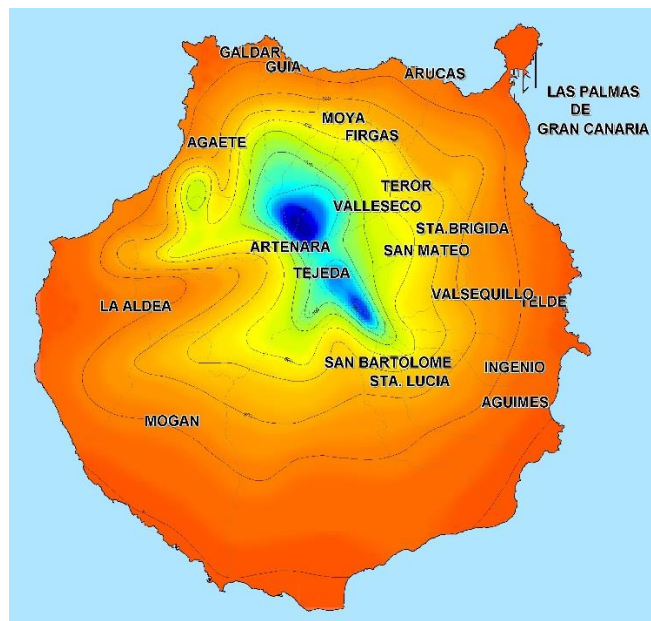 GALDAR
GUIA
ARUCAS
LAS PALMAS
DE
GRAN CANARIA
MOYA
FIRGAS
AGAETE
TEROR
VALLESECO
STA.BRIGIDA
ARTENARA
SAN MATEO
TEJEDA
LA ALDEA
VALSEQUILLO
TELDE
SAN BARTOLOME
INGENIO
STA. LUCIA
AGUIMES
MOGAN